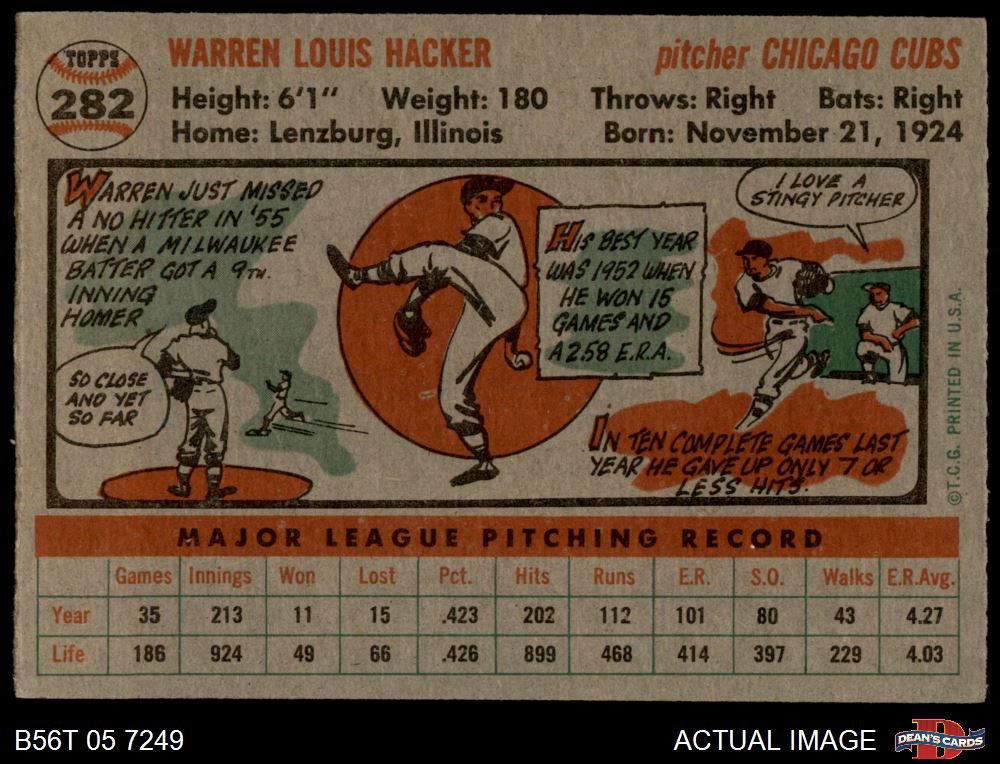 TOPPS
282
WARREN LOUIS HACKER
pitcher CHICAGO CUBS
Height: 6'1" Weight: 180 Throws: Right Bats: Right
Home: Lenzburg, Illinois Born: November 21, 1924
WARREN JUST MISSED
A NO HITTER IN '55
WHEN A MILWAUKEE
BATTER GOT A 9TH.
INNING
HOMER
SO CLOSE
AND YET
SO FAR
HIS BEST YEAR
WAS 1952 WHEN
HE WON 15
GAMES AND
A 2.58 E.R.A.
I LOVE A
STINGY PITCHER
IN TEN COMPLETE GAMES LAST
YEAR HE GAVE UP ONLY 7 OR
LESS HITS.
©T.C.G. PRINTED IN U.S.A.
MAJOR LEAGUE PITCHING RECORD
Games Innings Won Lost Pct. Hits Runs E.R. S.O. Walks E.R.Avg.
Year 35 213 11 15 .423 202 112 101 80 43 4.27
Life 186 924 49 66 .426 899 468 414 397 229 4.03
B56T 05 7249
ACTUAL IMAGE
D
DEAN'S CARDS